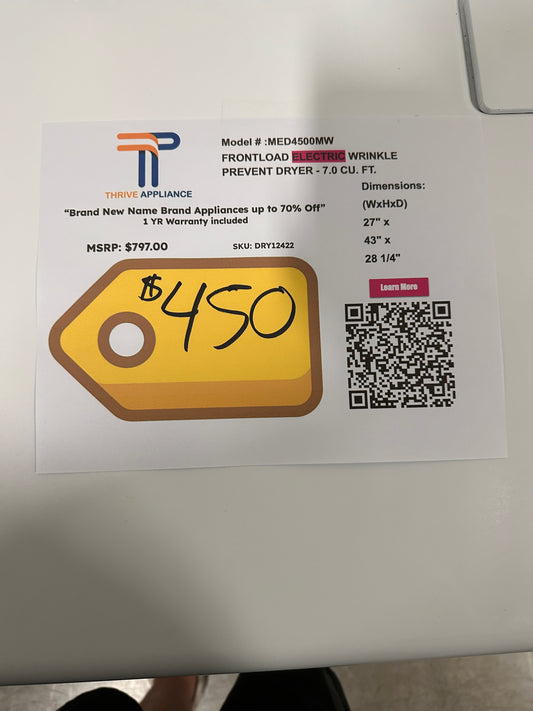 THRIVE APPLIANCE
"Brand New Name Brand Appliances up to 70% Off"
1 YR Warranty included
MSRP: $797.00
SKU: DRY12422
$450
Model # :MED4500MW
FRONTLOAD ELECTRIC WRINKLE
PREVENT DRYER - 7.0 CU. FT.
Dimensions:
(WxHxD)
27" x
43" x
28 1/4"
Learn More